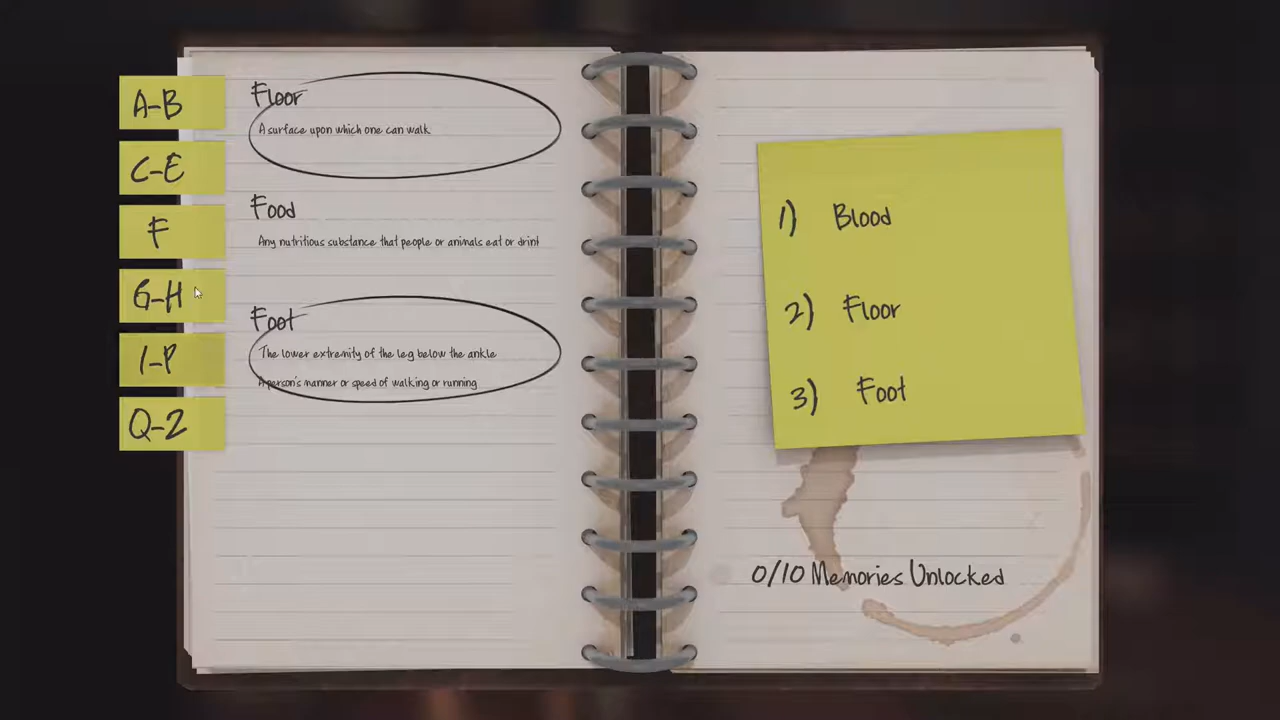 A-B
C-E
F
G-H
I-P
Q-Z
Floor
A surface upon which one can walk
Food
Any nutritious substance that people or animals eat or drink
Foot
The lower extremity of the leg below the ankle
A person's manner or speed of walking or running
1) Blood
2) Floor
3) Foot
0/10 Memories Unlocked